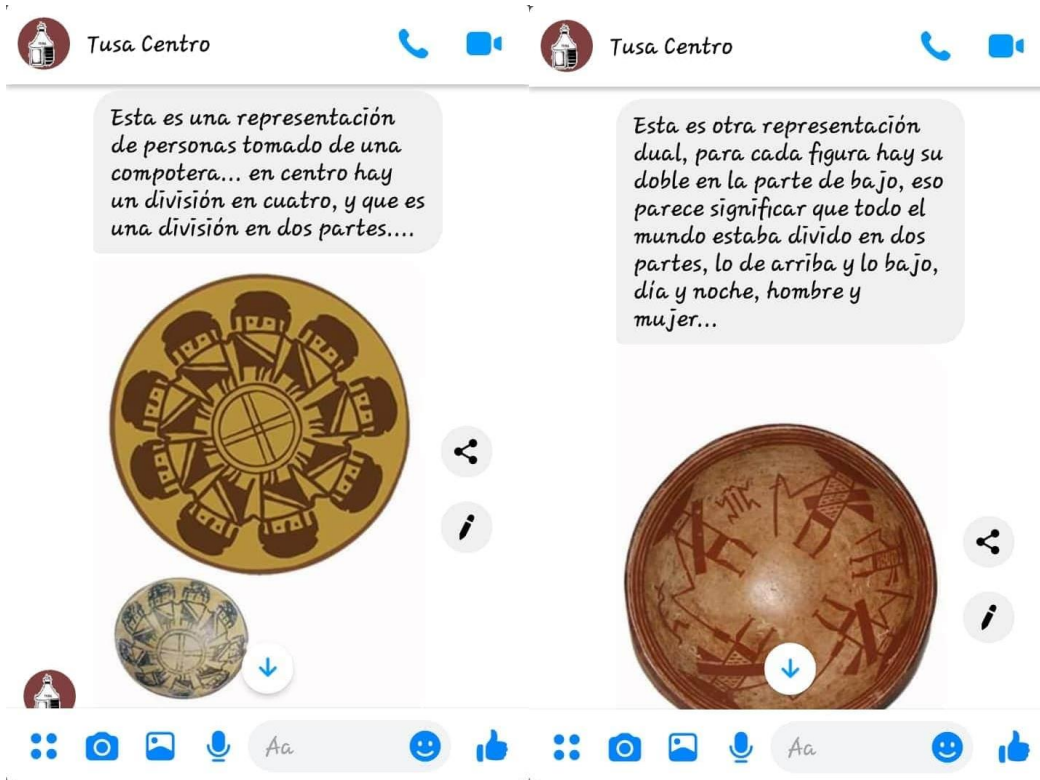 Tusa Centro
Esta es una representación
de personas tomado de una
compotera... en centro hay
un división en cuatro, y que es
una división en dos partes....
Aa
Tusa Centro
Esta es otra representación
dual, para cada figura hay su
doble en la parte de bajo, eso
parece significar que todo el
mundo estaba divido en dos
partes, lo de arriba y lo bajo,
día y noche, hombre y
mujer...
Aa